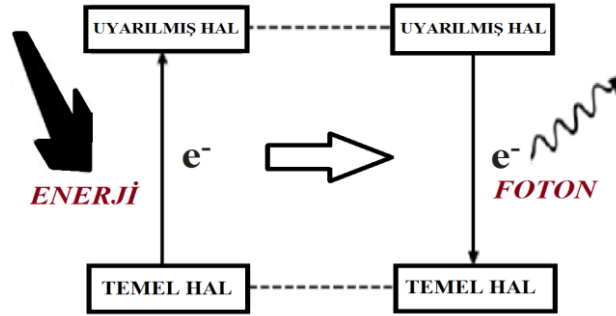 UYARILMIŞ HAL
UYARILMIŞ HAL
e-
ENERJİ
e-
FOTON
TEMEL HAL
TEMEL HAL